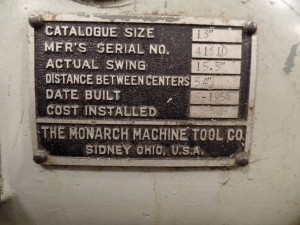 CATALOGUE SIZE 13"
MFR'S SERIAL NO.
ACTUAL SWING 15.5"
DISTANCE BETWEEN CENTERS 54"
DATE BUILT
COST INSTALLED
THE MONARCH MACHINE TOOL CO.
SIDNEY OHIO, U.S.A.